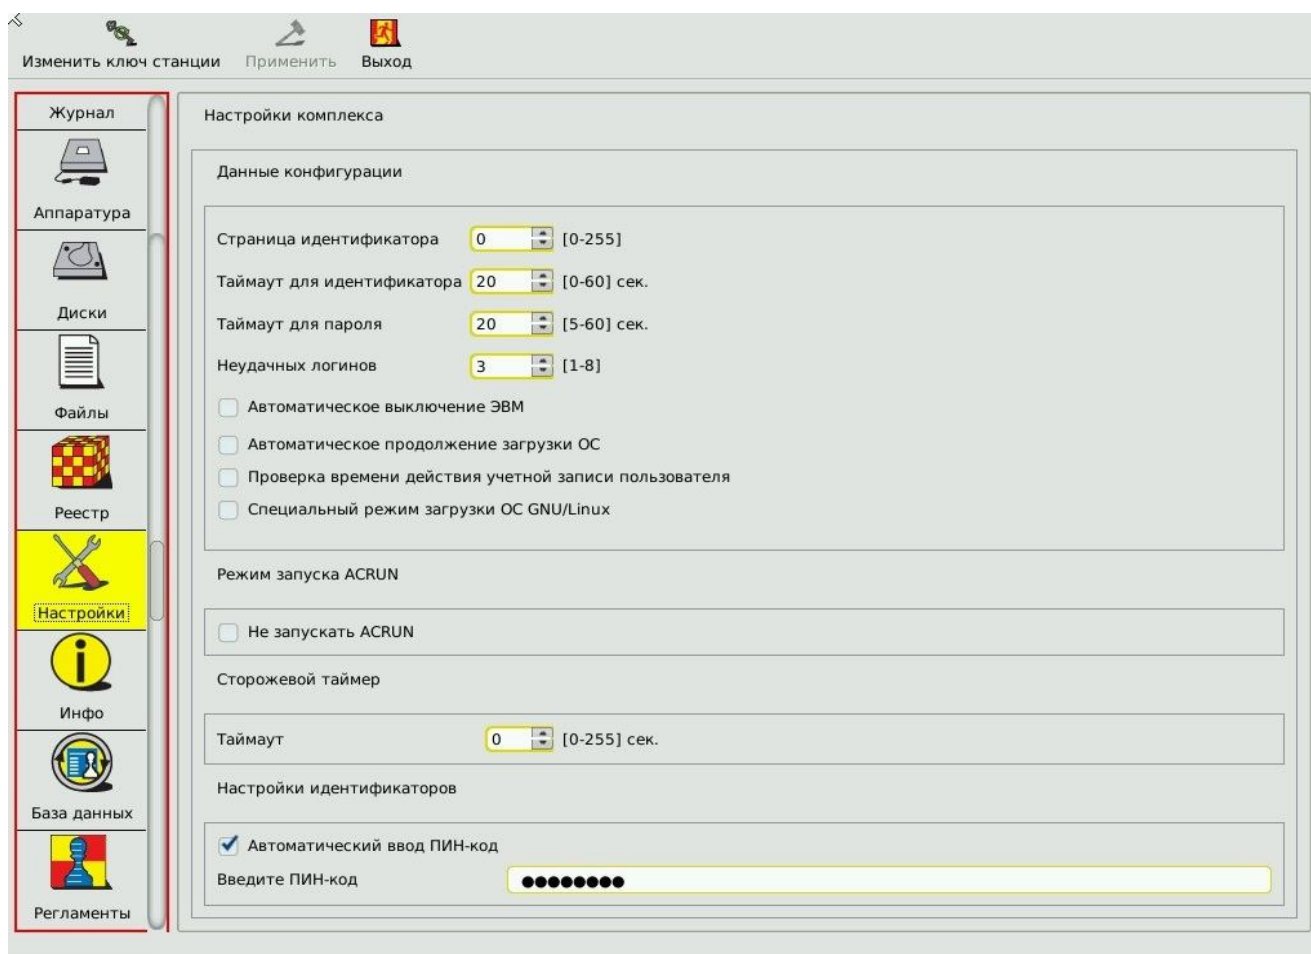 Изменить ключ станции Применить Выход
Журнал
Аппаратура
Диски
Файлы
Реестр
Настройки
Инфо
База данных
Регламенты
Настройки комплекса
Данные конфигурации
Страница идентификатора 0 [0-255]
Таймаут для идентификатора 20 [0-60] сек.
Таймаут для пароля 20 [5-60] сек.
Неудачных логинов 3 [1-8]
Автоматическое выключение ЭВМ
Автоматическое продолжение загрузки ОС
Проверка времени действия учетной записи пользователя
Специальный режим загрузки ОС GNU/Linux
Режим запуска ACRUN
Не запускать ACRUN
Сторожевой таймер
Таймаут 0 [0-255] сек.
Настройки идентификаторов
Автоматический ввод ПИН-код
Введите ПИН-код ●●●●●●●●